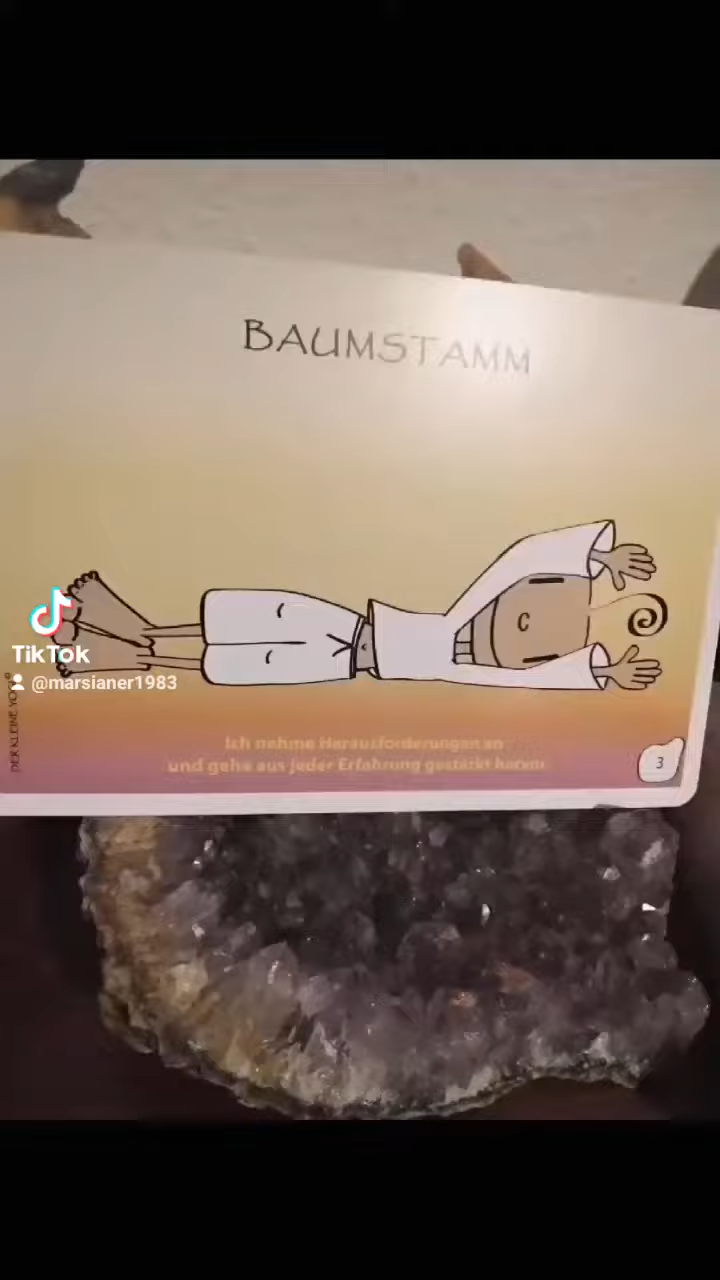 BAUMSTAMM
TikTok
@marsianer1983
DER KLEINE YOGI
Ich nehme Herausforderungen an
und gehe aus jeder Erfahrung gestärkt hervor.
3